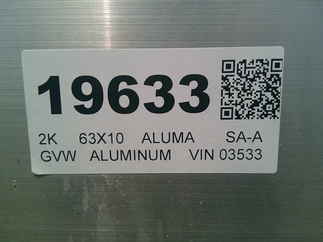 19633
2K 63X10 ALUMA SA-A
GVW ALUMINUM VIN 03533